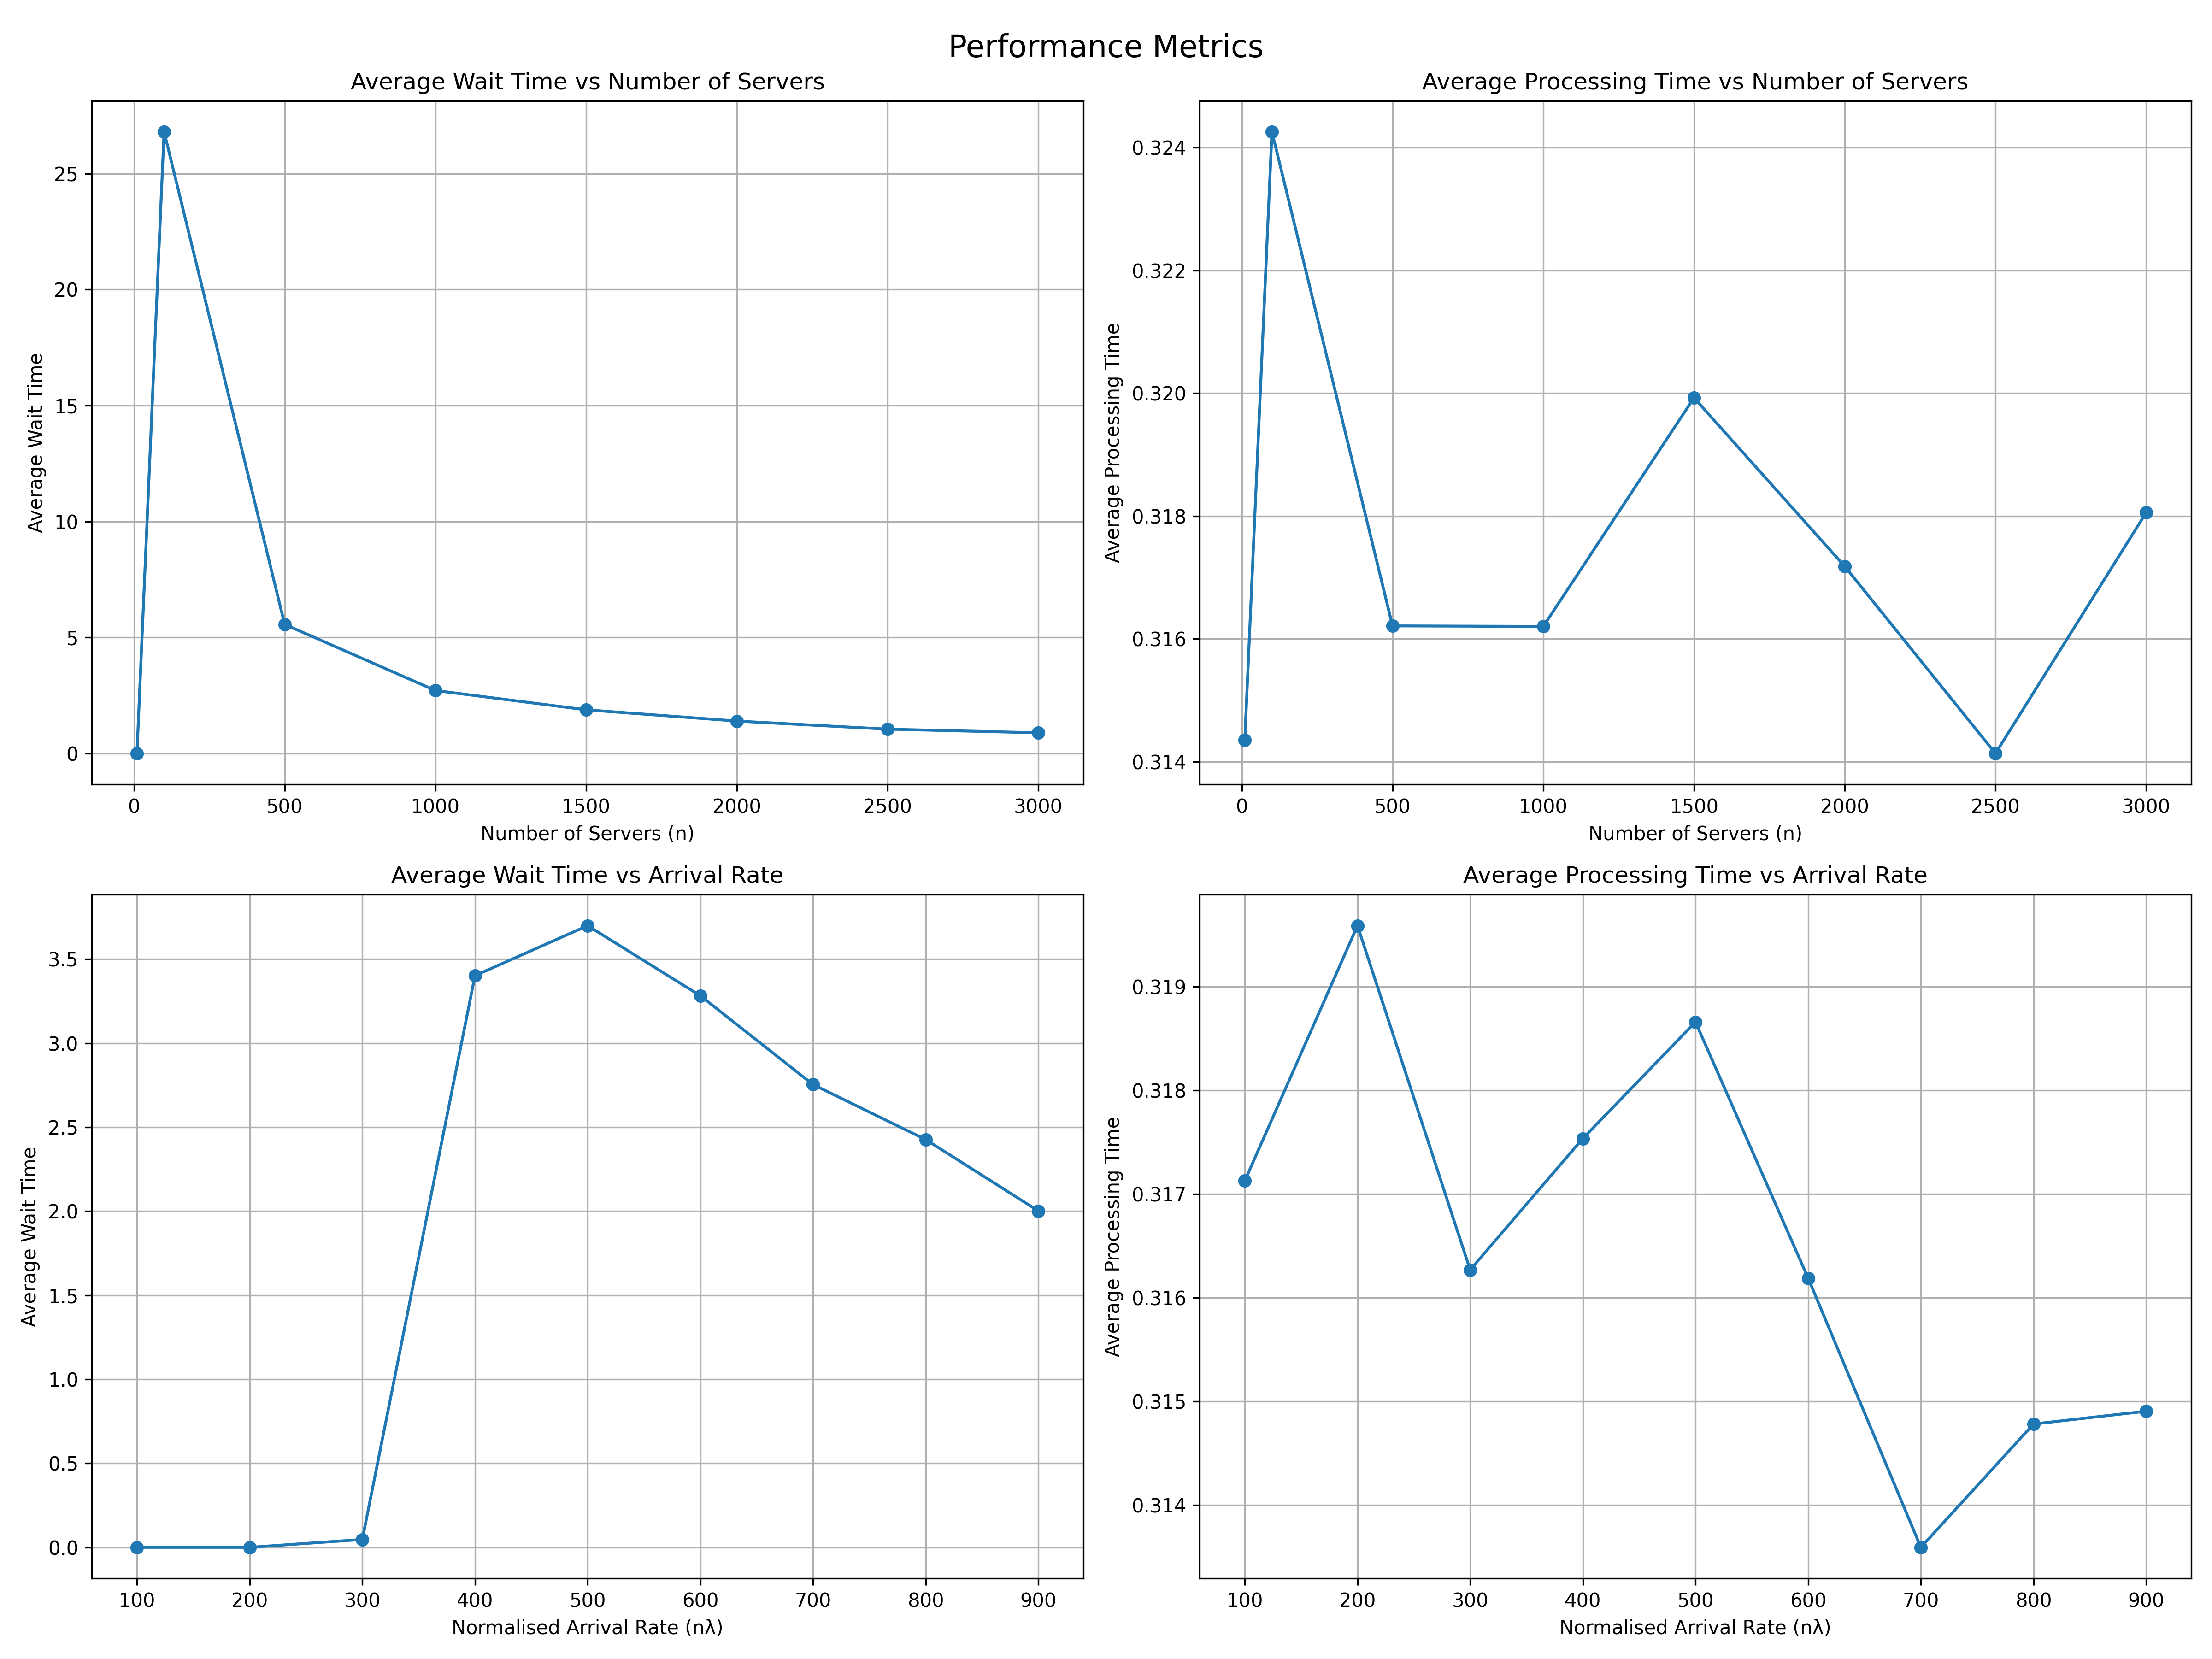 Performance Metrics
Average Wait Time vs Number of Servers
Average Wait Time
25
20
15
10
5
0
0 500 1000 1500 2000 2500 3000
Number of Servers (n)
Average Processing Time vs Number of Servers
Average Processing Time
0.324
0.322
0.320
0.318
0.316
0.314
0 500 1000 1500 2000 2500 3000
Number of Servers (n)
Average Wait Time vs Arrival Rate
Average Wait Time
3.5
3.0
2.5
2.0
1.5
1.0
0.5
0.0
100 200 300 400 500 600 700 800 900
Normalised Arrival Rate (nλ)
Average Processing Time vs Arrival Rate
Average Processing Time
0.319
0.318
0.317
0.316
0.315
0.314
100 200 300 400 500 600 700 800 900
Normalised Arrival Rate (nλ)